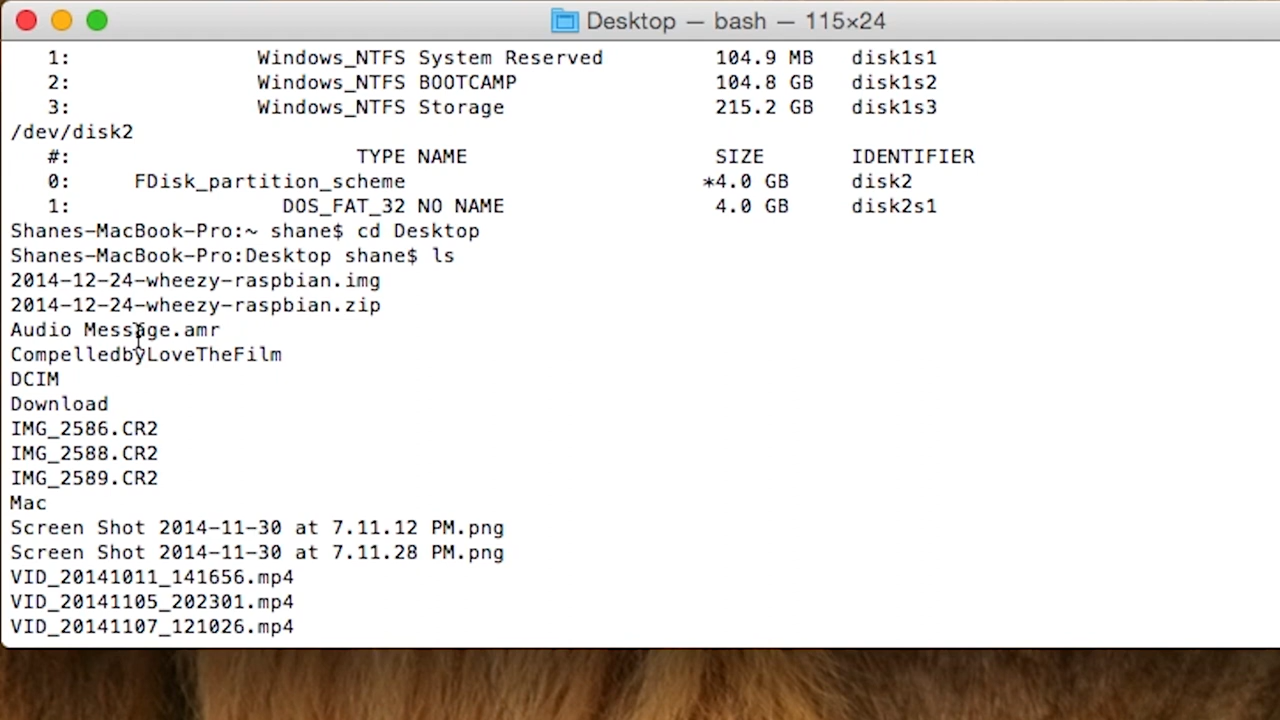 Desktop — bash — 115×24
1: Windows_NTFS System Reserved 104.9 MB disk1s1
2: Windows_NTFS BOOTCAMP 104.8 GB disk1s2
3: Windows_NTFS Storage 215.2 GB disk1s3
/dev/disk2
#: TYPE NAME SIZE IDENTIFIER
0: FDisk_partition_scheme *4.0 GB disk2
1: DOS_FAT_32 NO NAME 4.0 GB disk2s1
Shanes-MacBook-Pro:~ shane$ cd Desktop
Shanes-MacBook-Pro:Desktop shane$ ls
2014-12-24-wheezy-raspbian.img
2014-12-24-wheezy-raspbian.zip
Audio Message.amr
CompelledbyLoveTheFilm
DCIM
Download
IMG_2586.CR2
IMG_2588.CR2
IMG_2589.CR2
Mac
Screen Shot 2014-11-30 at 7.11.12 PM.png
Screen Shot 2014-11-30 at 7.11.28 PM.png
VID_20141011_141656.mp4
VID_20141105_202301.mp4
VID_20141107_121026.mp4